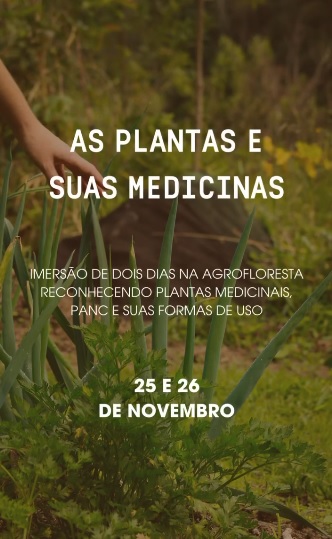 AS PLANTAS E
SUAS MEDICINAS
IMERSÃO DE DOIS DIAS NA AGROFLORESTA
RECONHECENDO PLANTAS MEDICINAIS,
PANC E SUAS FORMAS DE USO
25 E 26
DE NOVEMBRO